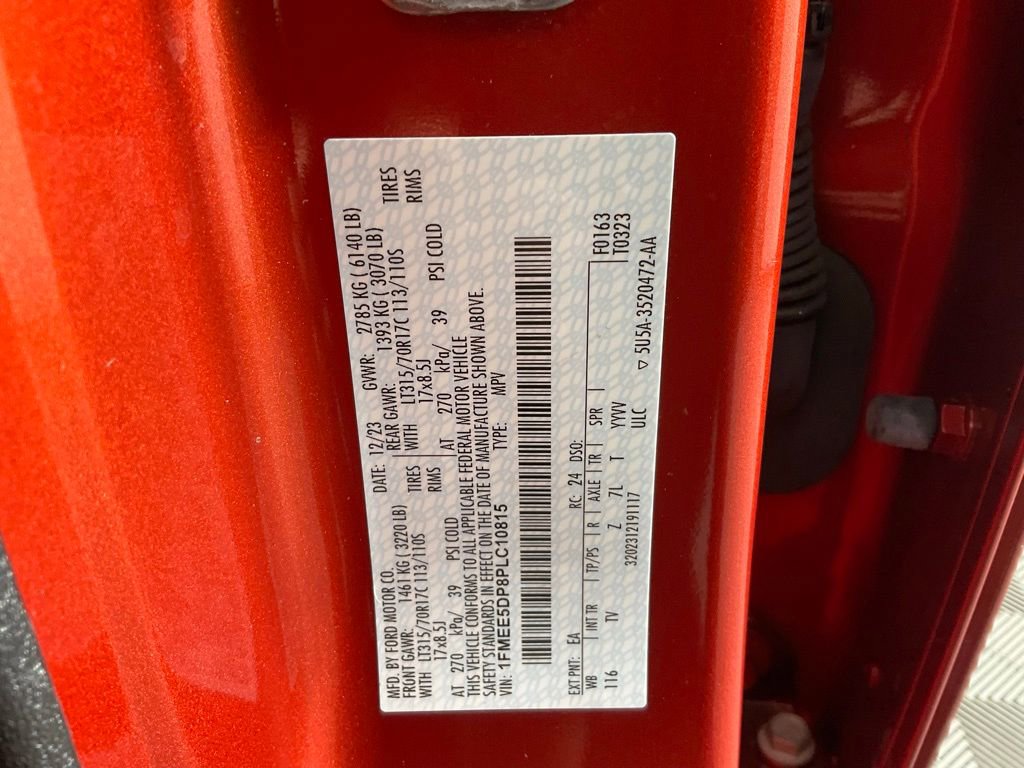 MFD. BY FORD MOTOR CO. DATE: 12/23 GVWR: 2785 KG ( 6140 LB)
FRONT GAWR: 1461 KG ( 3220 LB) REAR GAWR: 1393 KG ( 3070 LB)
WITH LT315/70R17C 113/110S TIRES WITH LT315/70R17C 113/110S TIRES
17x8.5J RIMS 17x8.5J RIMS
AT 270 kPa/ 39 PSI COLD AT 270 kPa/ 39 PSI COLD
THIS VEHICLE CONFORMS TO ALL APPLICABLE FEDERAL MOTOR VEHICLE
SAFETY STANDARDS IN EFFECT ON THE DATE OF MANUFACTURE SHOWN ABOVE.
VIN: 1FMEE5DP8PLC10815 TYPE: MPV
EXT PNT: EA RC: 24 DSO: F0163
WB INT TR TP/PS R AXLE TR SPR T0323
116 TV Z 7L T YVV
ULC
3202312191117 5U5A-3520472-AA